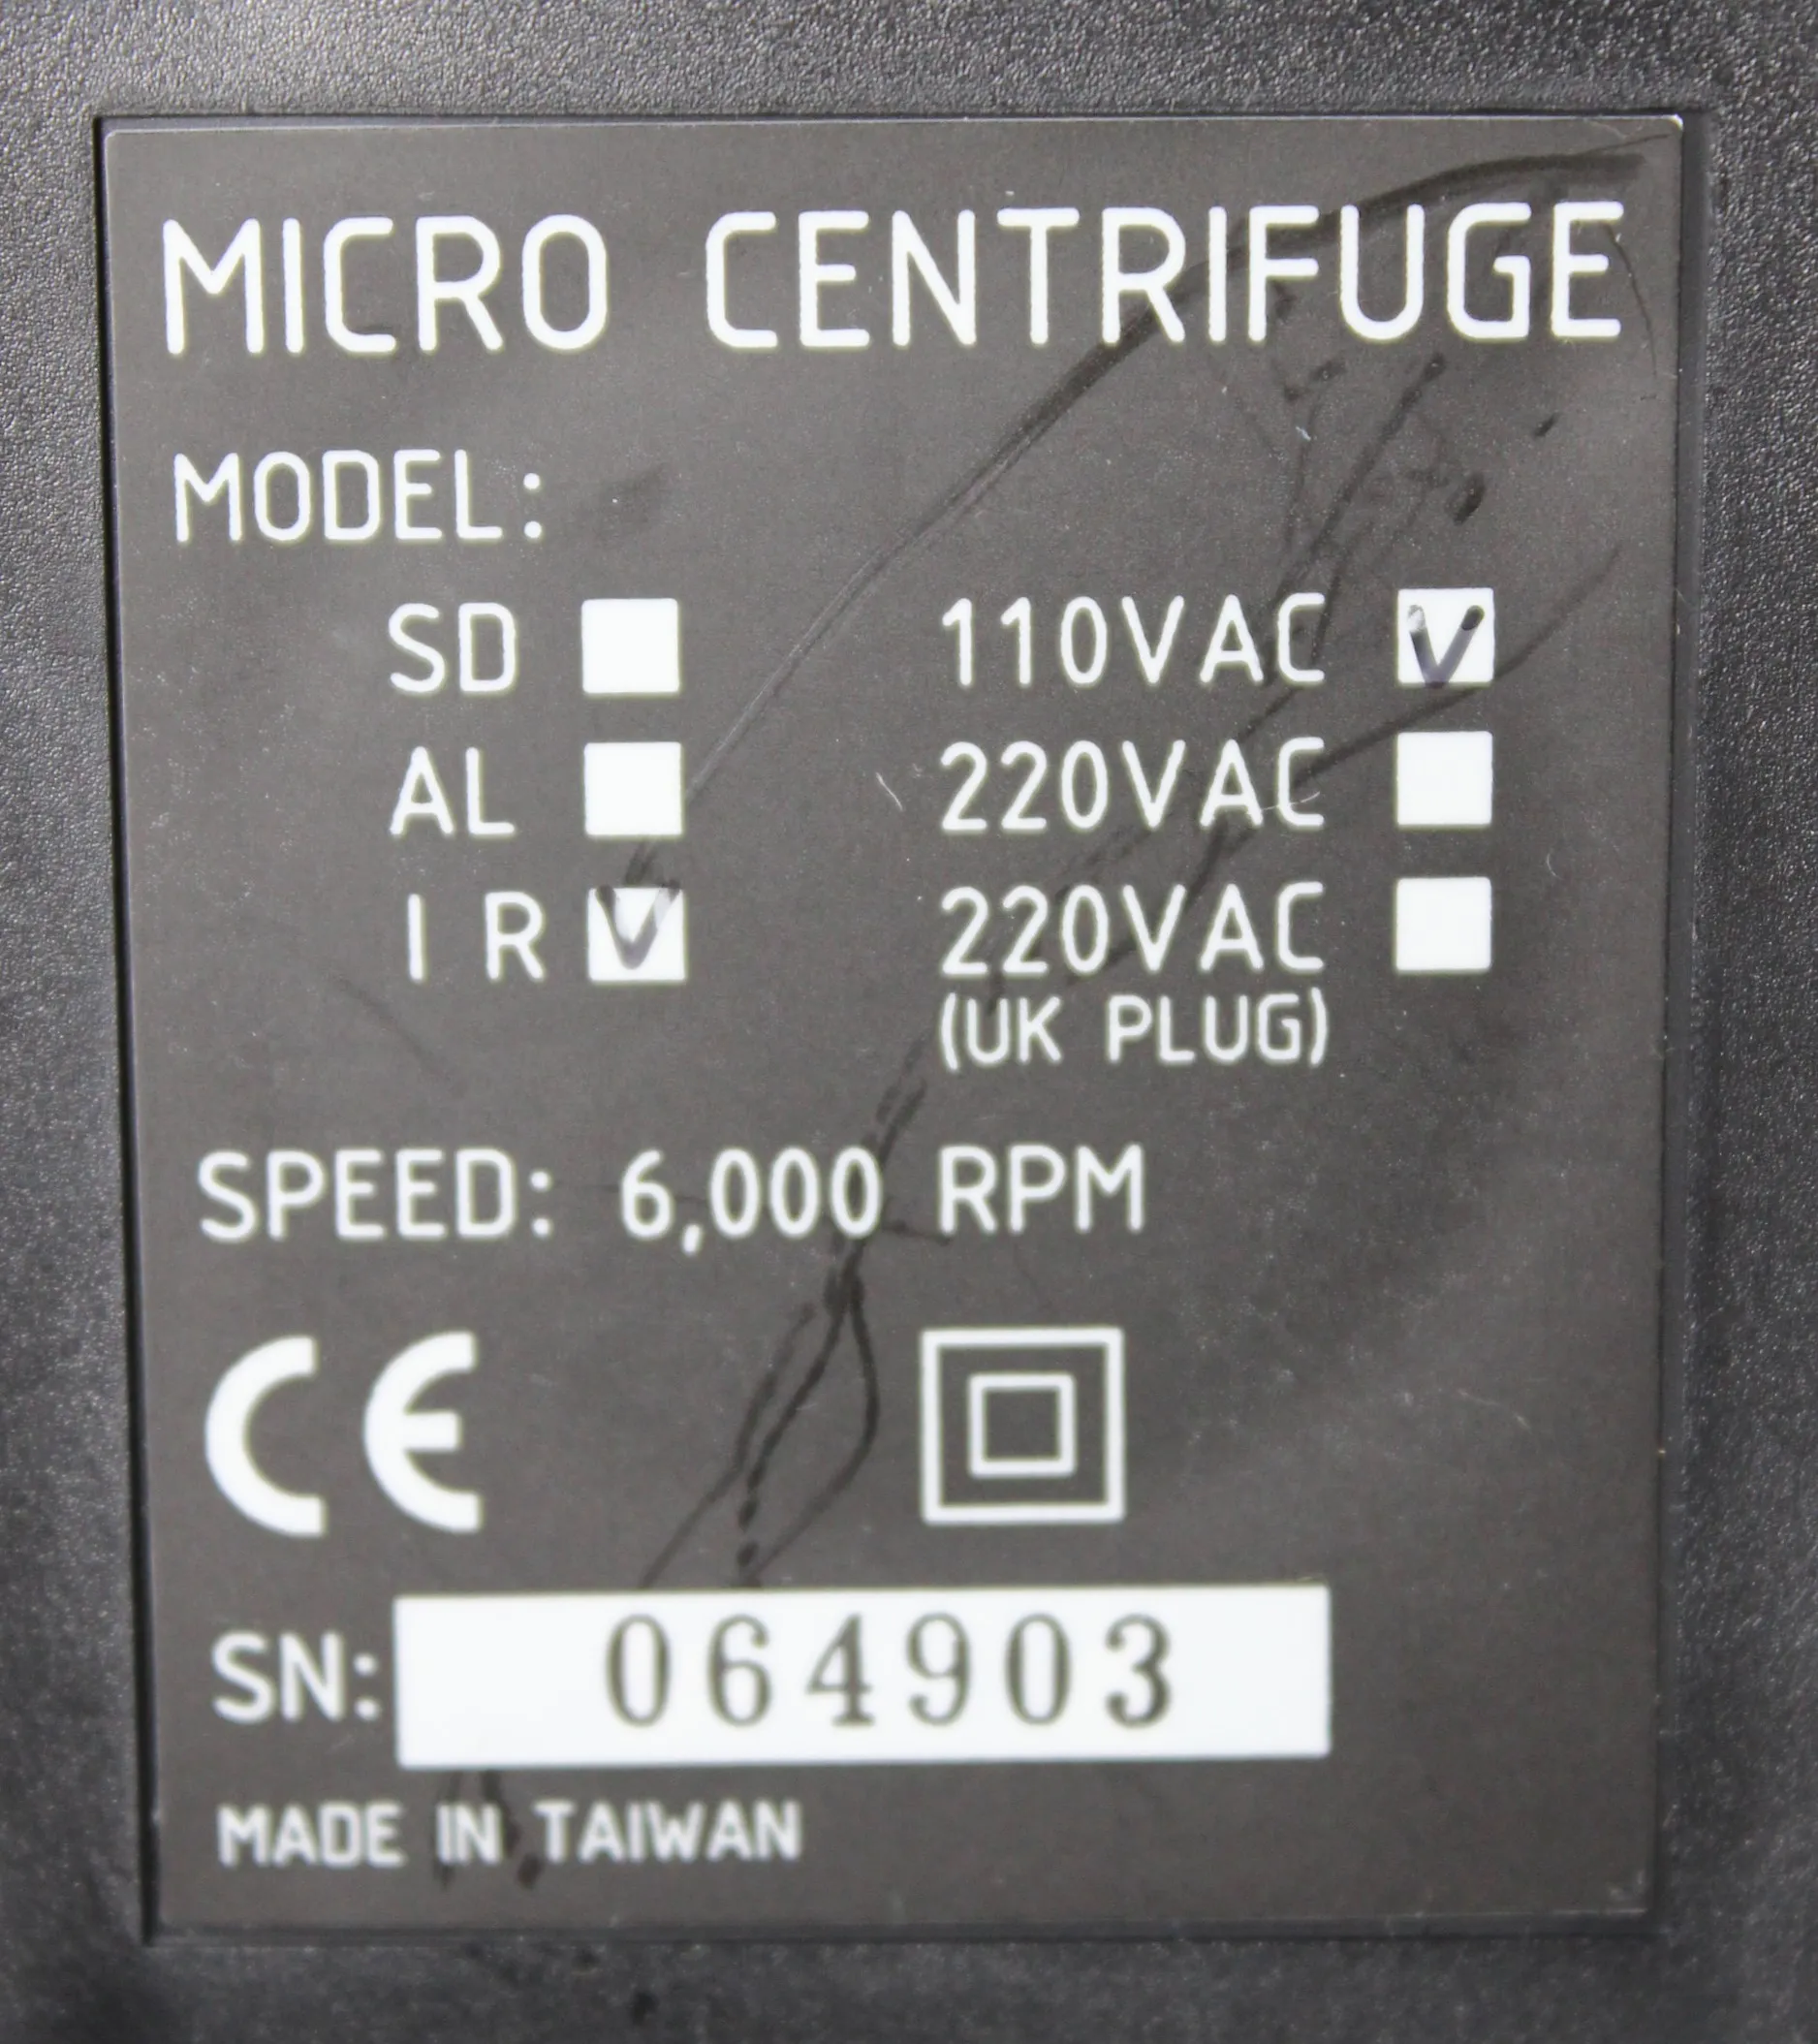 MICRO CENTRIFUGE
MODEL:
SD 110VAC V
AL 220VAC
IR V 220VAC
(UK PLUG)
SPEED: 6,000 RPM
CE
SN: 064903
MADE IN TAIWAN